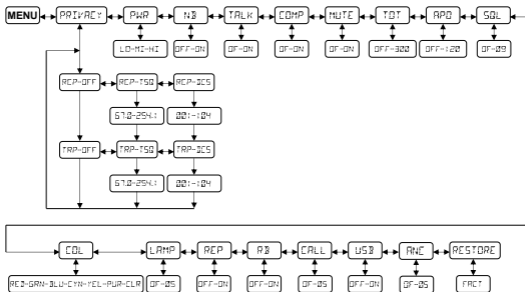 MENU PRIVACY PWR NB TALK COMP MUTE TOT APO SQL
LO-MI-HI OFF-ON OF-ON OF-ON OF-ON OFF-300 OFF-120 OF-09
RCP-OFF RCP-TSQ RCP-DCS
67.0-254.1 001-104
TRP-OFF TRP-TSQ TRP-DCS
67.0-254.1 001-104
COL LAMP REP RB CALL USB ANC RESTORE
RED-GRN-BLU-CYN-YEL-PUR-CLR OF-05 OFF-ON OFF-ON OF-05 OFF-ON OF-05 FACT